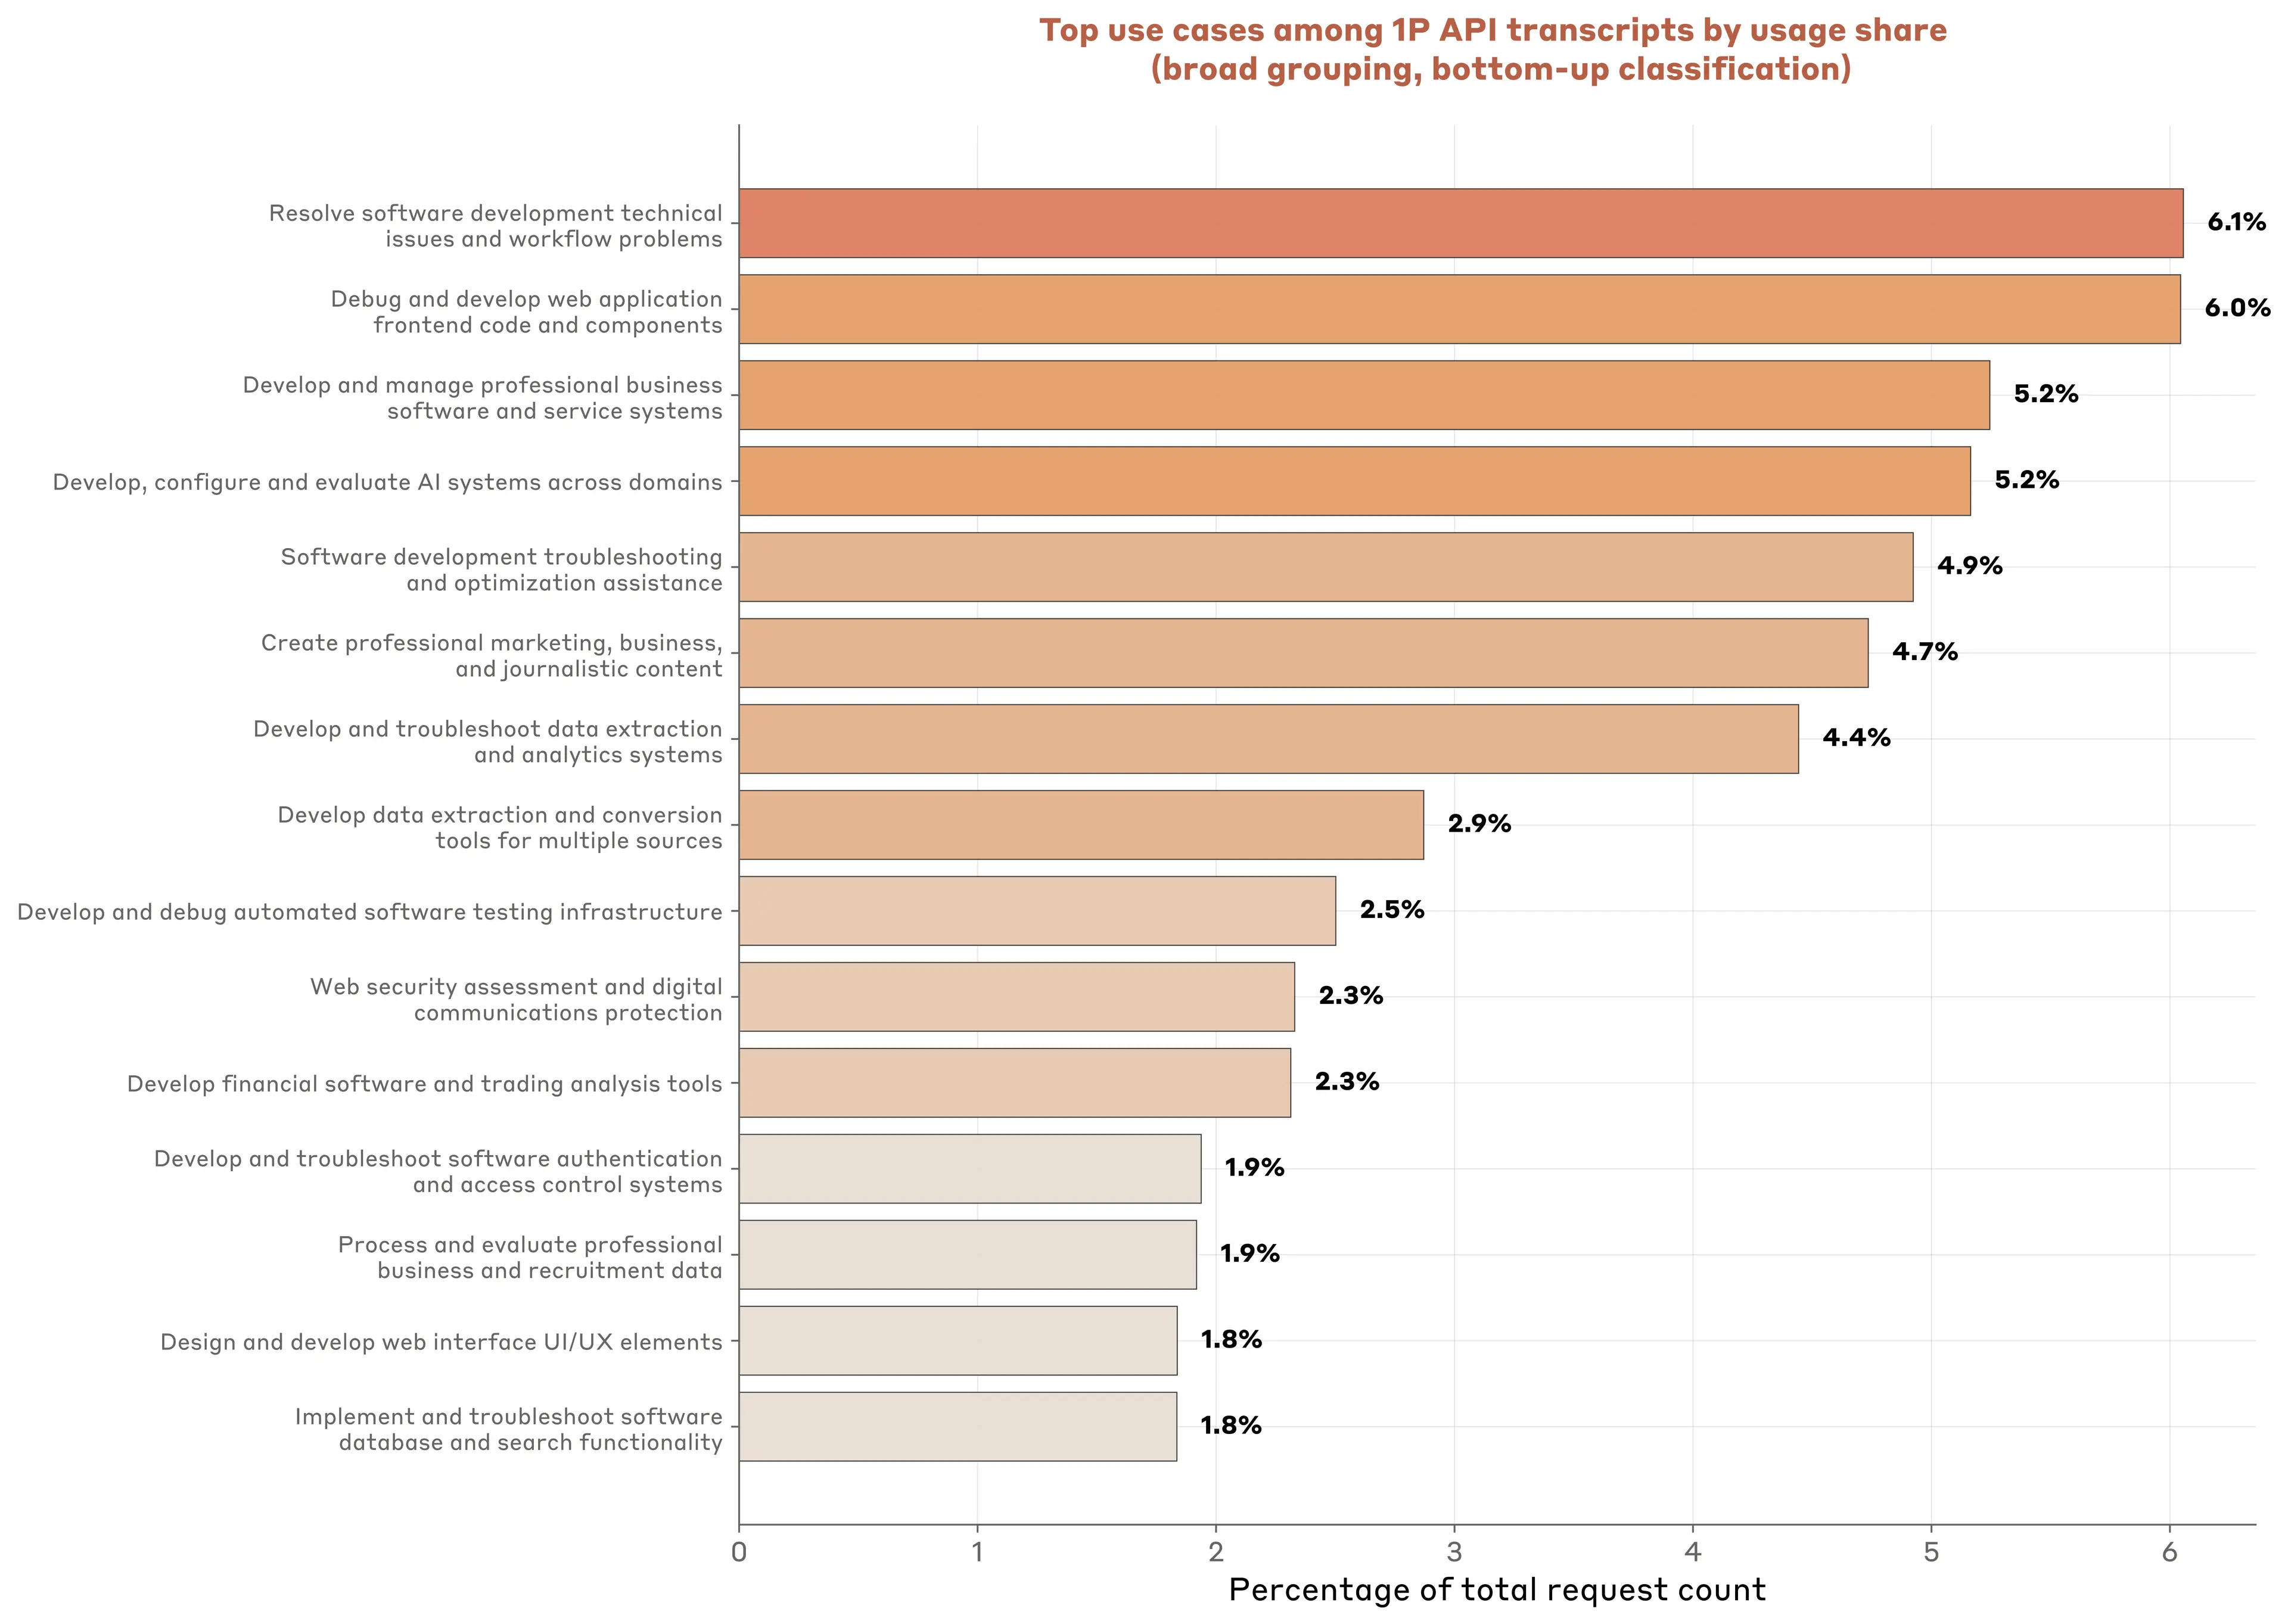 Top use cases among 1P API transcripts by usage share
(broad grouping, bottom-up classification)
Resolve software development technical
issues and workflow problems
6.1%
Debug and develop web application
frontend code and components
6.0%
Develop and manage professional business
software and service systems
5.2%
Develop, configure and evaluate AI systems across domains
5.2%
Software development troubleshooting
and optimization assistance
4.9%
Create professional marketing, business,
and journalistic content
4.7%
Develop and troubleshoot data extraction
and analytics systems
4.4%
Develop data extraction and conversion
tools for multiple sources
2.9%
Develop and debug automated software testing infrastructure
2.5%
Web security assessment and digital
communications protection
2.3%
Develop financial software and trading analysis tools
2.3%
Develop and troubleshoot software authentication
and access control systems
1.9%
Process and evaluate professional
business and recruitment data
1.9%
Design and develop web interface UI/UX elements
1.8%
Implement and troubleshoot software
database and search functionality
1.8%
0 1 2 3 4 5 6
Percentage of total request count